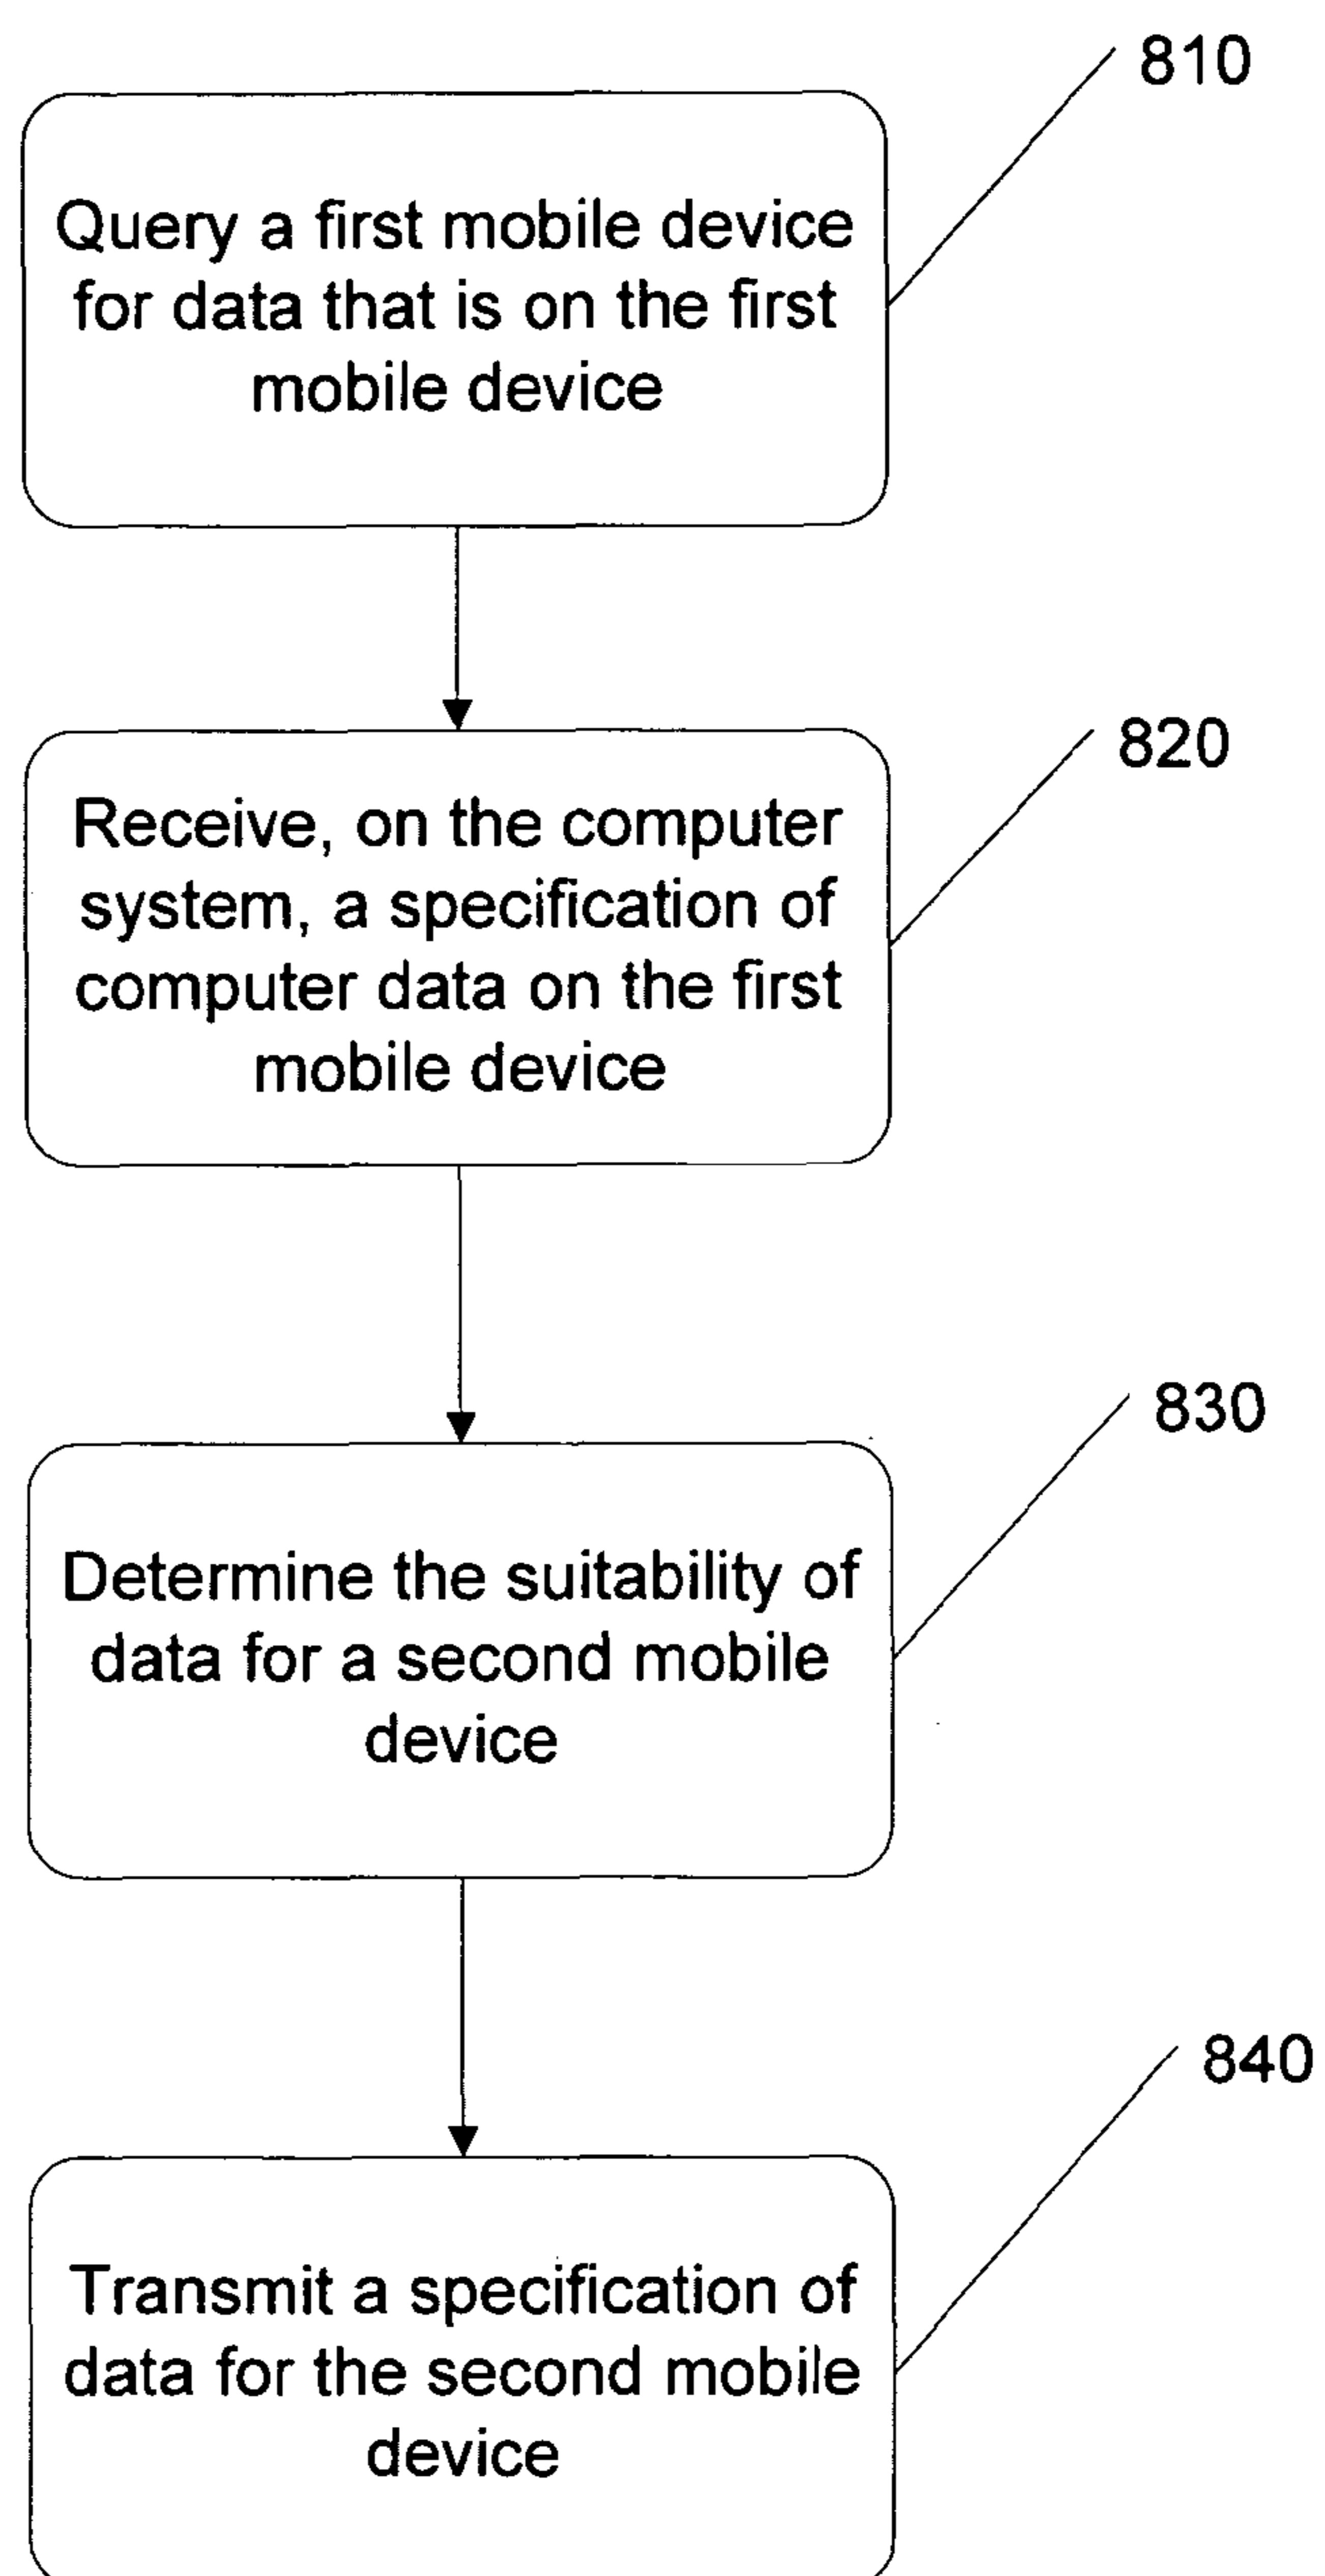 810
Query a first mobile device
for data that is on the first
mobile device
820
Receive, on the computer
system, a specification of
computer data on the first
mobile device
830
Determine the suitability of
data for a second mobile
device
840
Transmit a specification of
data for the second mobile
device